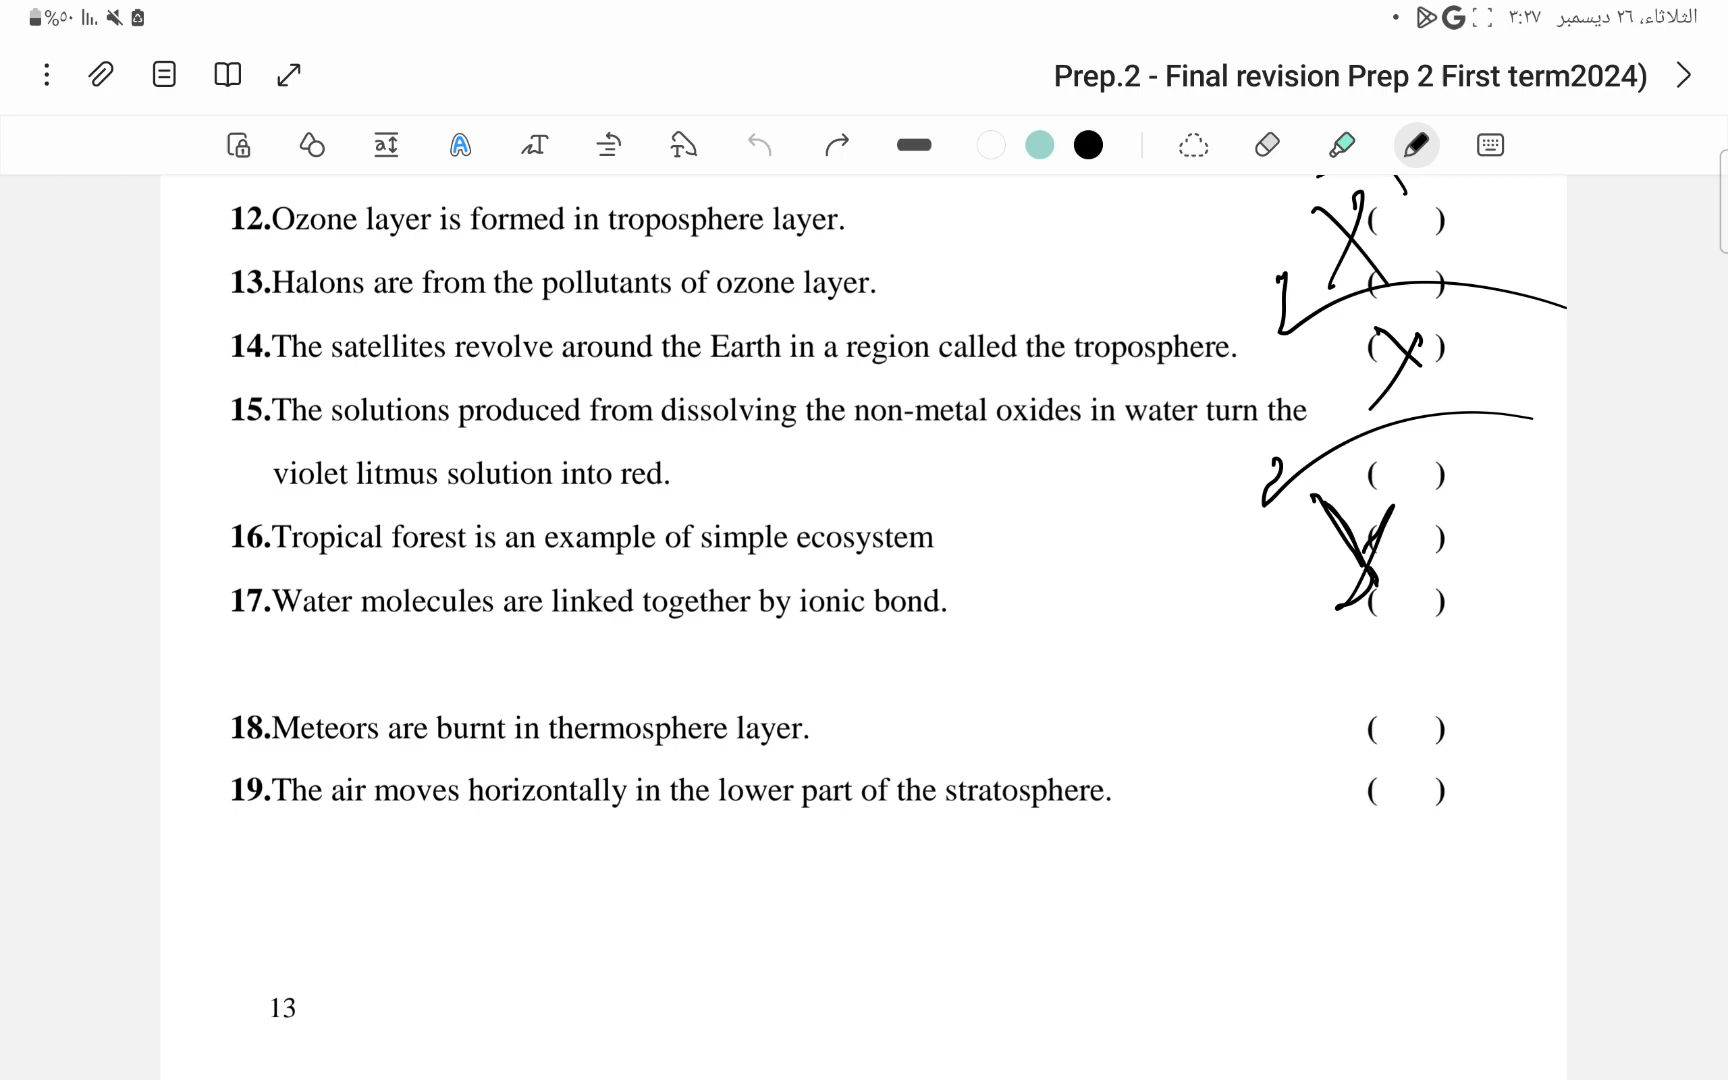 %٥٠
الثلاثاء، ٢٦ ديسمبر ٣:٢٧
Prep.2 - Final revision Prep 2 First term2024)
12.Ozone layer is formed in troposphere layer. ( )
13.Halons are from the pollutants of ozone layer. ( )
14.The satellites revolve around the Earth in a region called the troposphere. ( )
15.The solutions produced from dissolving the non-metal oxides in water turn the
violet litmus solution into red. ( )
16.Tropical forest is an example of simple ecosystem ( )
17.Water molecules are linked together by ionic bond. ( )
18.Meteors are burnt in thermosphere layer. ( )
19.The air moves horizontally in the lower part of the stratosphere. ( )
13